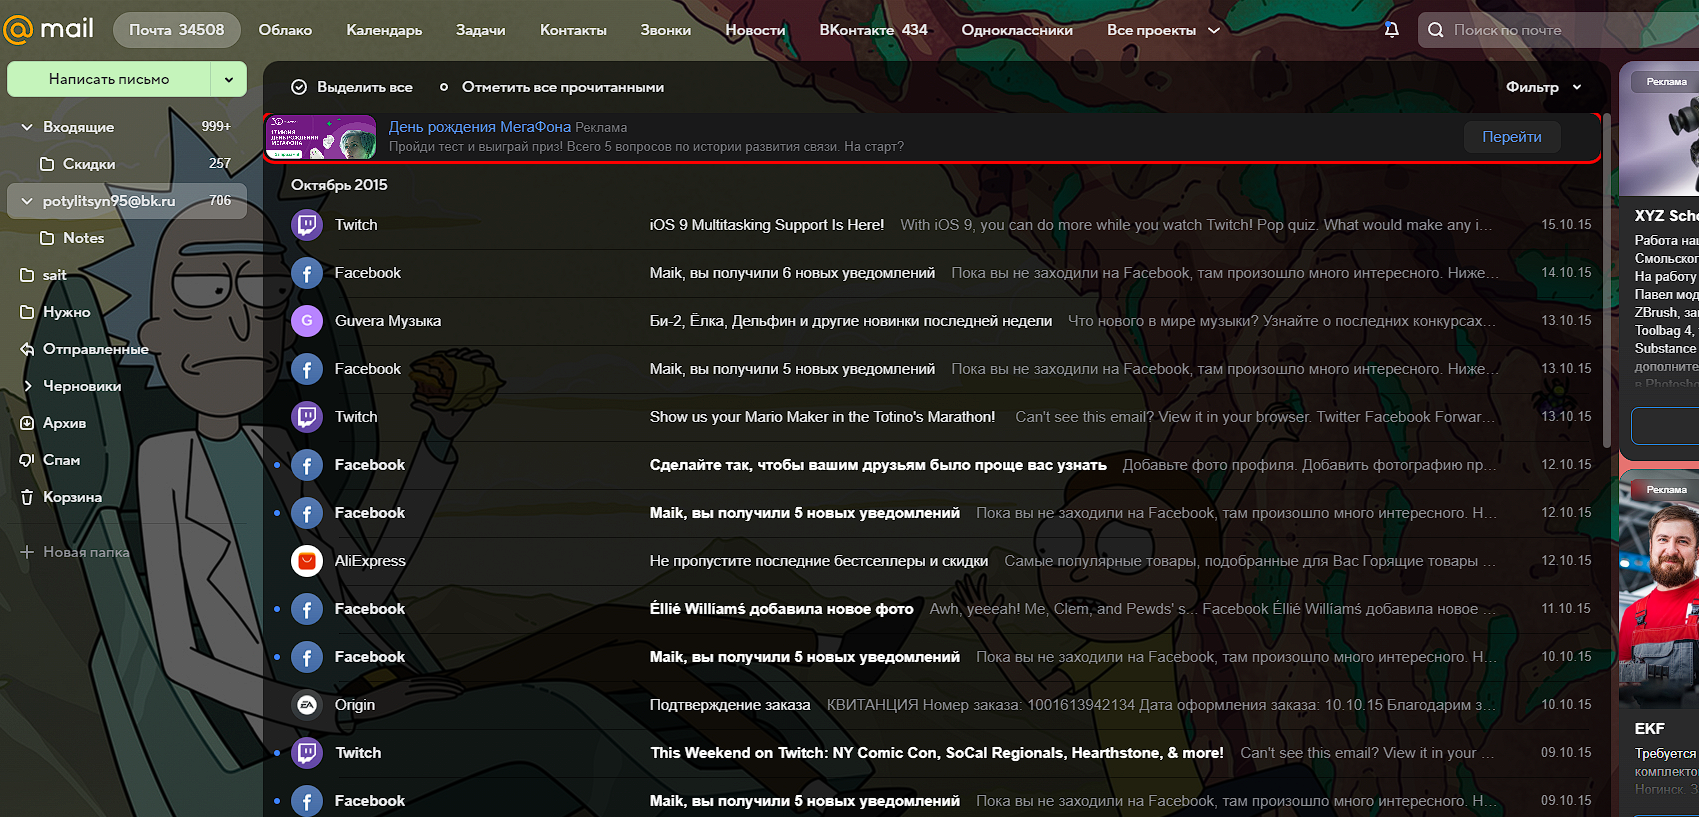 mail
Почта 34508
Облако
Календарь
Задачи
Контакты
Звонки
Новости
ВКонтакте 434
Одноклассники
Все проекты
Поиск по почте
Написать письмо
Входящие 999+
Скидки 257
potylitsyn95@bk.ru 706
Notes
sait
Нужно
Отправленные
Черновики
Архив
Спам
Корзина
Новая папка
Выделить все
Отметить все прочитанными
Фильтр
День рождения МегаФона Реклама
Пройди тест и выиграй приз! Всего 5 вопросов по истории развития связи. На старт?
Перейти
Октябрь 2015
Twitch iOS 9 Multitasking Support Is Here! With iOS 9, you can do more while you watch Twitch! Pop quiz. What would make any i... 15.10.15
Facebook Maik, вы получили 6 новых уведомлений Пока вы не заходили на Facebook, там произошло много интересного. Ниже... 14.10.15
G Guvera Музыка Би-2, Ёлка, Дельфин и другие новинки последней недели Что нового в мире музыки? Узнайте о последних конкурсах... 13.10.15
Facebook Maik, вы получили 5 новых уведомлений Пока вы не заходили на Facebook, там произошло много интересного. Ниже... 13.10.15
Twitch Show us your Mario Maker in the Totino's Marathon! Can't see this email? View it in your browser. Twitter Facebook Forwar... 13.10.15
Facebook Сделайте так, чтобы вашим друзьям было проще вас узнать Добавьте фото профиля. Добавить фотографию пр... 12.10.15
Facebook Maik, вы получили 5 новых уведомлений Пока вы не заходили на Facebook, там произошло много интересного. Н... 12.10.15
AliExpress Не пропустите последние бестселлеры и скидки Самые популярные товары, подобранные для Вас Горящие товары ... 12.10.15
Facebook Éllié Williamś добавила новое фото Awh, yeeeah! Me, Clem, and Pewds' s... Facebook Éllié Williamś добавила новое ... 11.10.15
Facebook Maik, вы получили 5 новых уведомлений Пока вы не заходили на Facebook, там произошло много интересного. Н... 10.10.15
Origin Подтверждение заказа КВИТАНЦИЯ Номер заказа: 1001613942134 Дата оформления заказа: 10.10.15 Благодарим з... 10.10.15
Twitch This Weekend on Twitch: NY Comic Con, SoCal Regionals, Hearthstone, & more! Can't see this email? View it in your ... 09.10.15
Facebook Maik, вы получили 5 новых уведомлений Пока вы не заходили на Facebook, там произошло много интересного. Н... 09.10.15
Реклама
XYZ Scho
Работа наш
Смольског
На работу
Павел мод
ZBrush, за
Toolbag 4,
Substance
дополните
в Photosho
Реклама
EKF
Требуется
комплекто
Ногинск. З